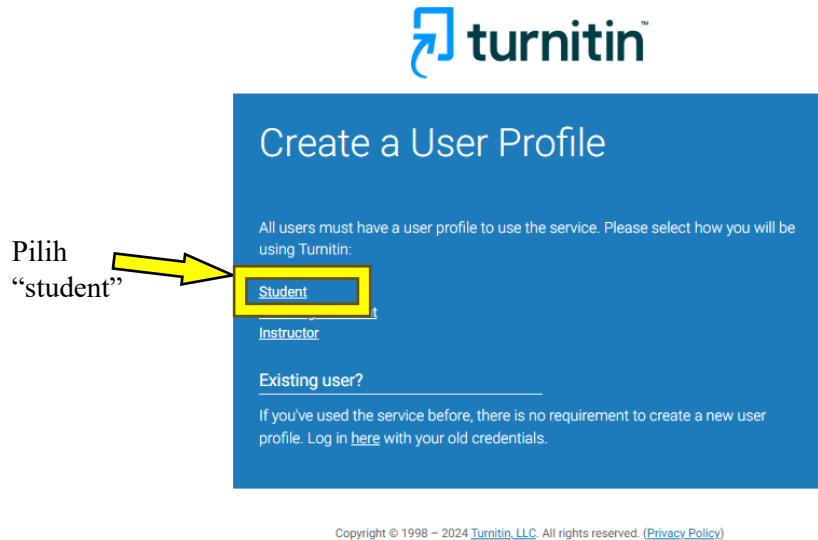 turnitin™
Create a User Profile
All users must have a user profile to use the service. Please select how you will be
using Turnitin:
Pilih
“student”
Student
Instructor
Existing user?
If you've used the service before, there is no requirement to create a new user
profile. Log in here with your old credentials.
Copyright © 1998 – 2024 Turnitin, LLC. All rights reserved. (Privacy Policy)